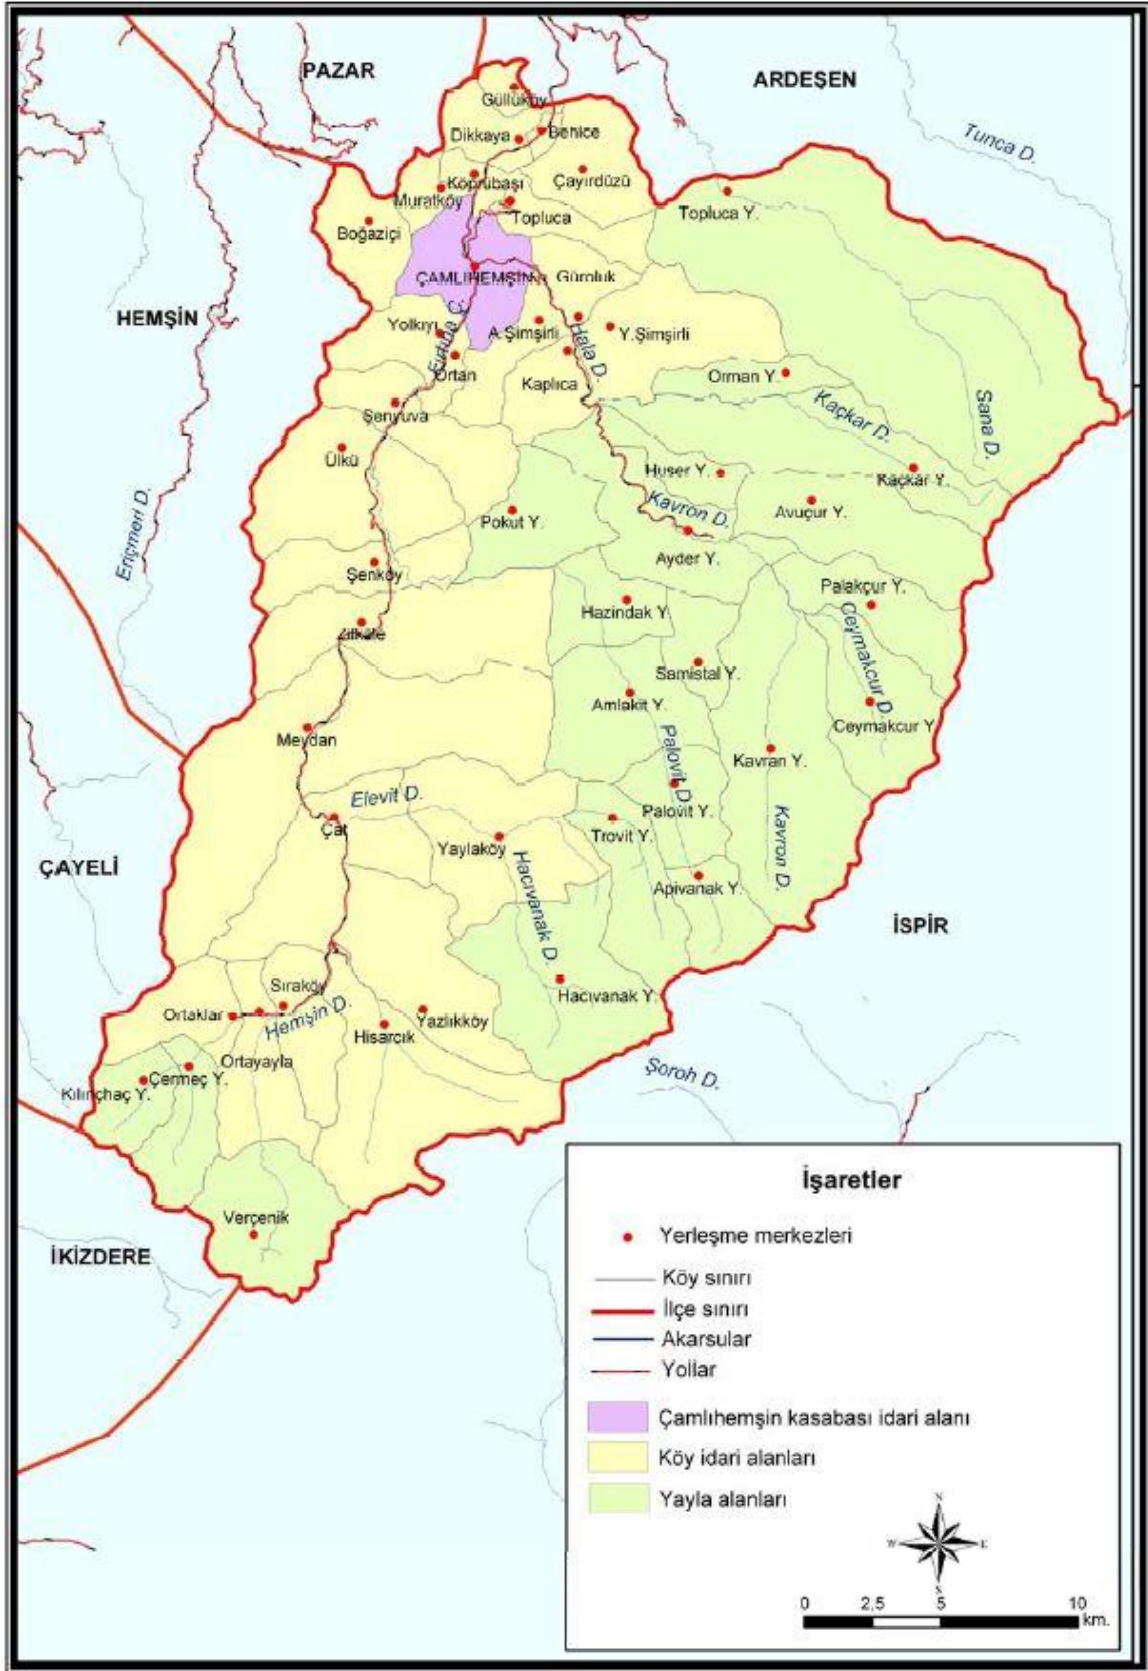 PAZAR
ARDEŞEN
Güllüköy
Dikkaya
Behice
Tunca D.
Köprübaşı
Çayırdüzü
Muratköy
Topluca
Topluca Y.
Boğaziçi
ÇAMLIHEMŞİN
Güroluk
HEMŞİN
Yolkıyı
Fırtına
A.Şimşirli
Hala D.
Y.Şimşirli
Ortan
Kaplıca
Orman Y.
Kaçkar D.
Sana D.
Şenyuva
Ülkü
Huser Y.
Kaçkar Y.
Eriçmeri D.
Pokut Y.
Kavron D.
Avuçur Y.
Ayder Y.
Şenköy
Hazindak Y.
Palakçur Y.
Zilkale
Ceymakcur D.
Samistal Y.
Amlakit Y.
Ceymakcur Y.
Meydan
Palovit D.
Kavran Y.
Elevit D.
Çat
Yaylaköy
Trovit Y.
Palovit Y.
Kavron D.
ÇAYELİ
Hacıvanak D.
Apivanak Y.
İSPİR
Sıraköy
Hacıvanak Y.
Ortaklar
Hemşin D.
Yazlıkköy
Hisarcık
Ortayayla
Çermeç Y.
Kılınçhaç Y.
Şoroh D.
Verçenik
İKİZDERE
İşaretler
Yerleşme merkezleri
Köy sınırı
İlçe sınırı
Akarsular
Yollar
Çamlıhemşin kasabası idari alanı
Köy idari alanları
Yayla alanları
N
W
E
S
0 2,5 5 10
km.